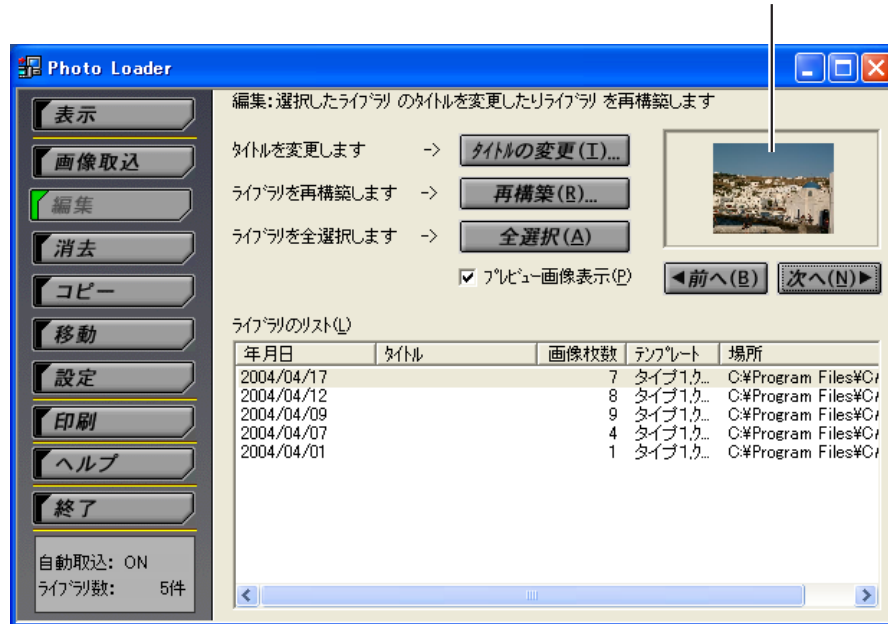 Photo Loader
表示
画像取込
編集
消去
コピー
移動
設定
印刷
ヘルプ
終了
自動取込: ON
ﾗｲﾌﾞﾗﾘ数: 5件
編集:選択したﾗｲﾌﾞﾗﾘ のﾀｲﾄﾙを変更したりﾗｲﾌﾞﾗﾘ を再構築します
ﾀｲﾄﾙを変更します -> ﾀｲﾄﾙの変更(T)...
ﾗｲﾌﾞﾗﾘを再構築します -> 再構築(R)...
ﾗｲﾌﾞﾗﾘを全選択します -> 全選択(A)
ﾌﾟﾚﾋﾞｭｰ画像表示(P)
◀前へ(B) 次へ(N)▶
ﾗｲﾌﾞﾗﾘのﾘｽﾄ(L)
年月日 ﾀｲﾄﾙ 画像枚数 ﾃﾝﾌﾟﾚｰﾄ 場所
2004/04/17 7 タイプ1,ｸ... C:¥Program Files¥C
2004/04/12 8 タイプ1,ｸ... C:¥Program Files¥C
2004/04/09 9 タイプ1,ｸ... C:¥Program Files¥C
2004/04/07 4 タイプ1,ｸ... C:¥Program Files¥C
2004/04/01 1 タイプ1,ｸ... C:¥Program Files¥C